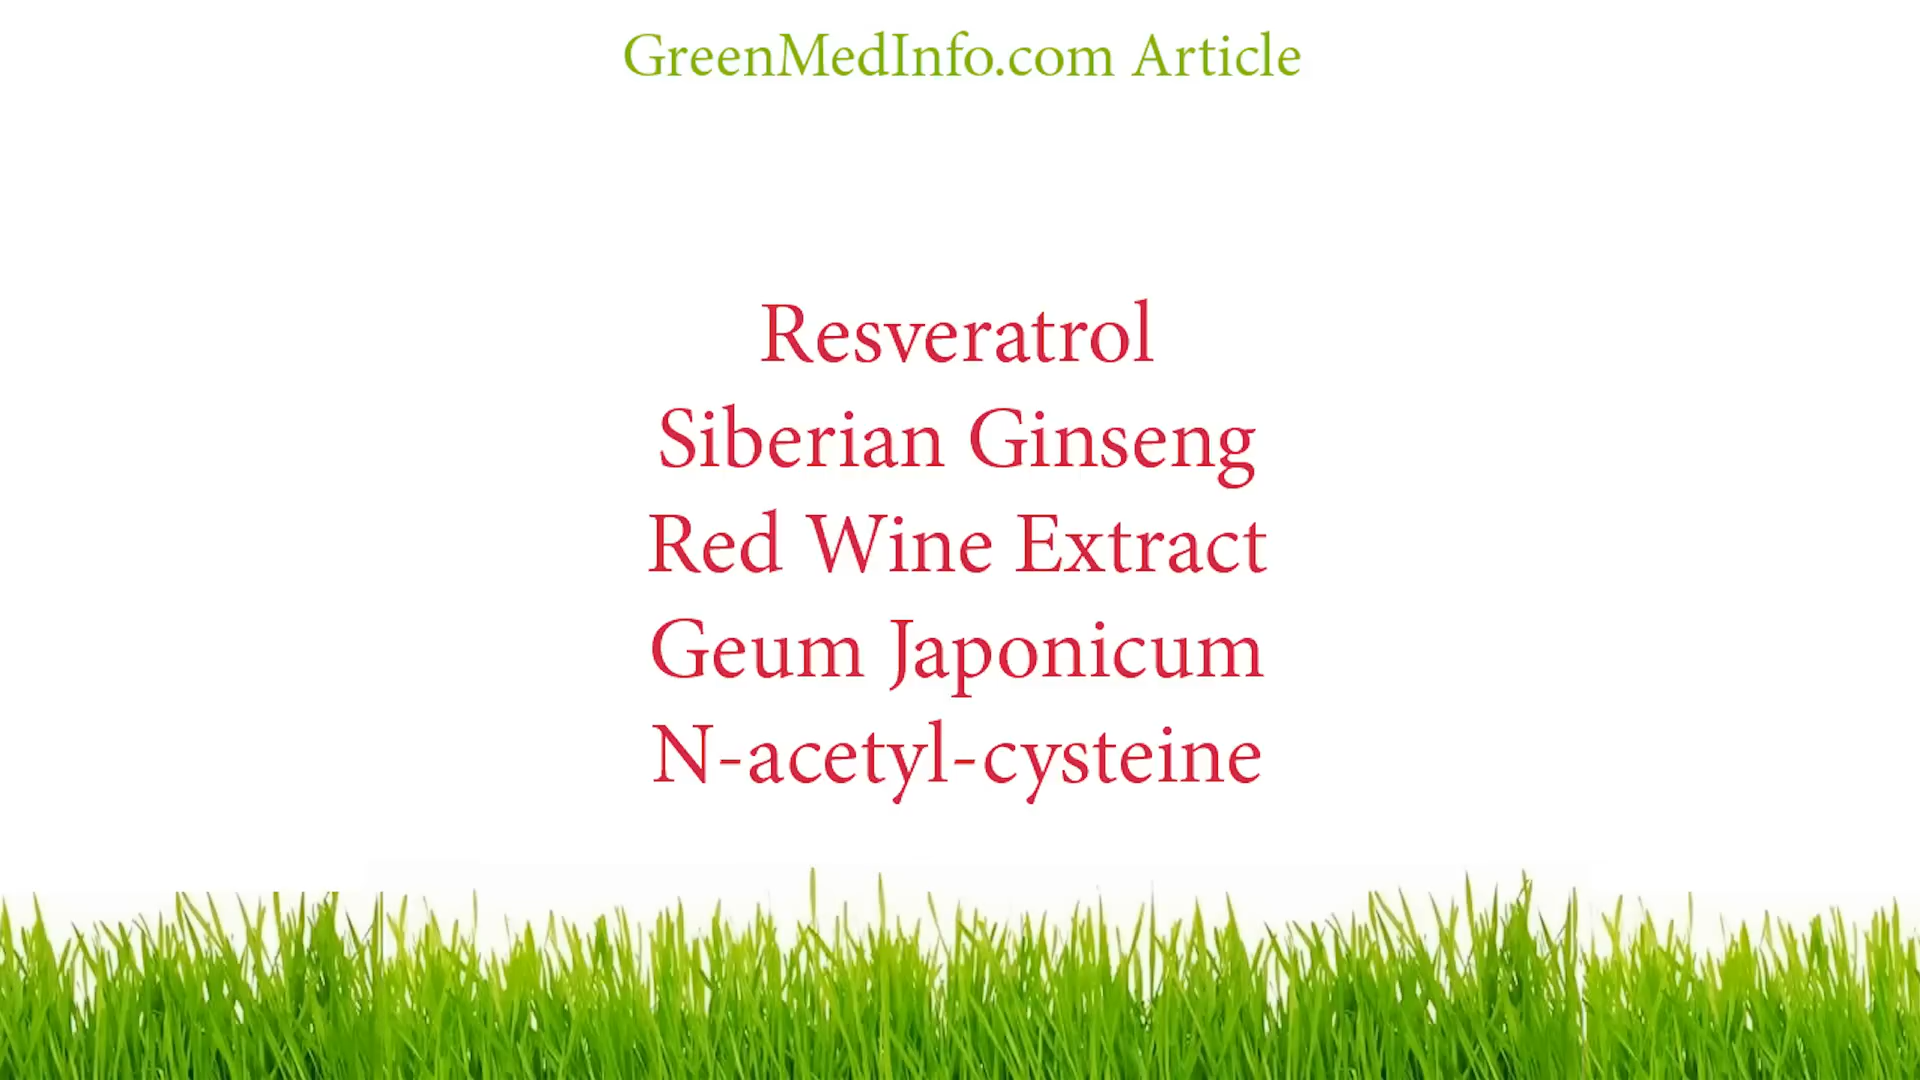 GreenMedInfo.com Article
Resveratrol
Siberian Ginseng
Red Wine Extract
Geum Japonicum
N-acetyl-cysteine